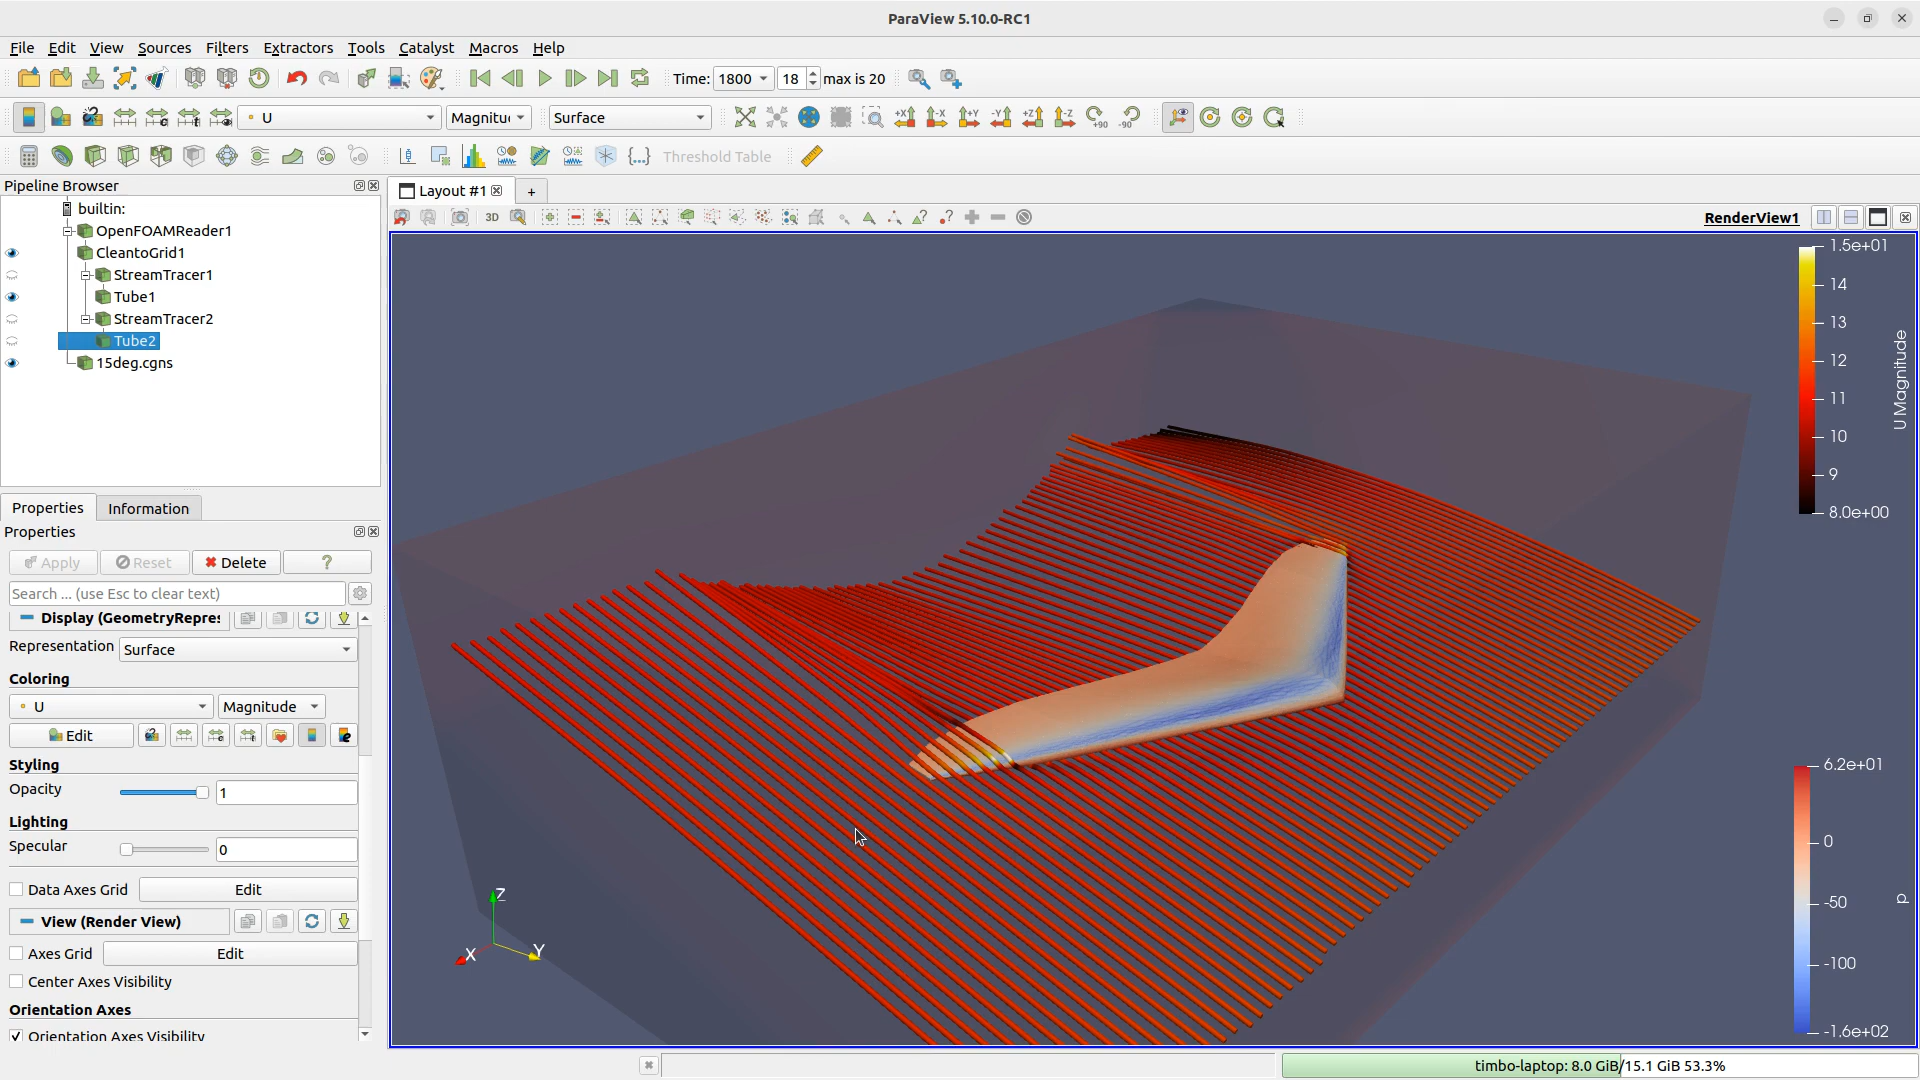 ParaView 5.10.0-RC1
File Edit View Sources Filters Extractors Tools Catalyst Macros Help
Time: 1800 18 max is 20
U Magnituc Surface +X -X +Y -Y +Z -Z +90 -90
Threshold Table
Pipeline Browser
Layout #1 +
builtin:
OpenFOAMReader1
CleantoGrid1
StreamTracer1
Tube1
StreamTracer2
Tube2
15deg.cgns
3D
RenderView1
Properties Information
Properties
Apply Reset Delete ?
Search ... (use Esc to clear text)
Display (GeometryRepres
Representation Surface
Coloring
U Magnitude
Edit
Styling
Opacity 1
Lighting
Specular 0
Data Axes Grid Edit
View (Render View)
Axes Grid Edit
Center Axes Visibility
Orientation Axes
Orientation Axes Visibility
1.5e+01
14
13
12
11
10
9
8.0e+00
U Magnitude
6.2e+01
0
-50
-100
-1.6e+02
p
Z
X
Y
timbo-laptop: 8.0 GiB/15.1 GiB 53.3%